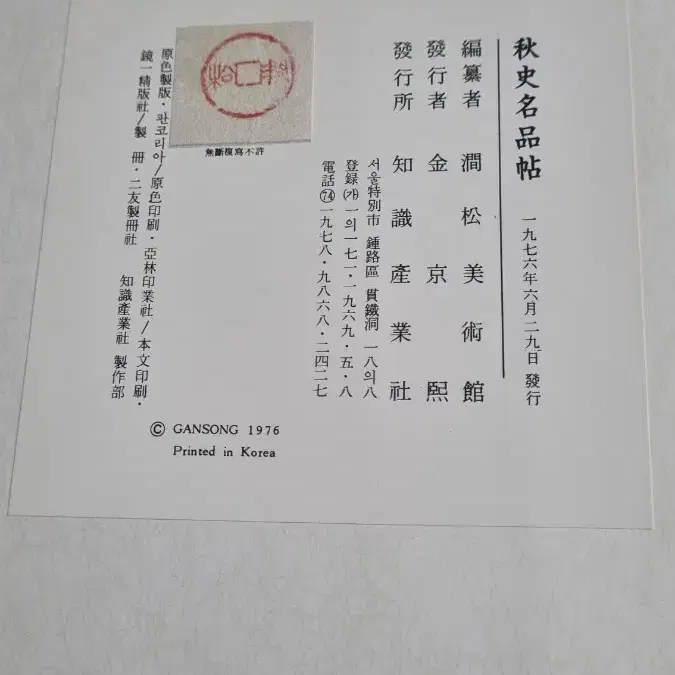 秋史名品帖
一九七六年六月二九日 發行
編纂者 澗松美術館
發行者 金京熙
發行所 知識產業社
서울特別市 鍾路區 貫鐵洞 一八의八
登録 ㈎ 一의一七一·一九六九·五·八
電話 74 一九七八·九八六八·二四二七
無斷複寫不許
原色製版·판코리아/原色印刷·亞林印業社/本文印刷·
鏡一精版社/製 冊·二友製冊社
知識產業社 製作部
© GANSONG 1976
Printed in Korea